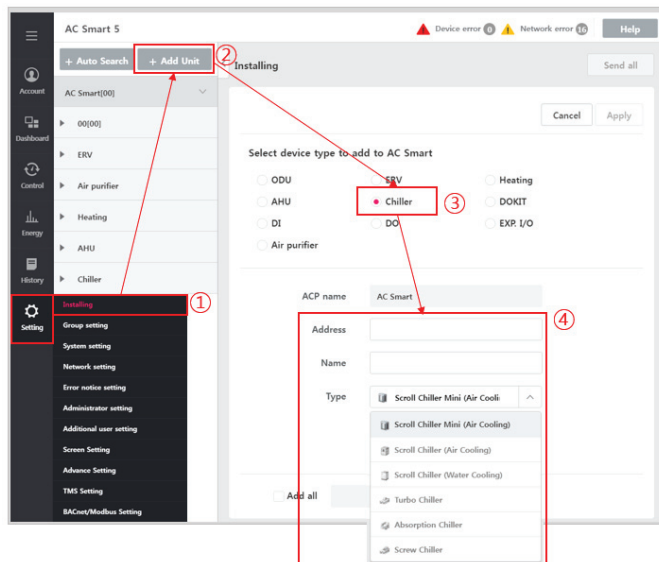 AC Smart 5
Device error 0
Network error 16
Help
+ Auto Search
+ Add Unit
②
Installing
Send all
Account
AC Smart[00]
Cancel
Apply
Dashboard
00[00]
ERV
Control
Air purifier
Energy
Heating
AHU
History
Chiller
Select device type to add to AC Smart
ODU
ERV
Heating
AHU
Chiller
③
DOKIT
DI
DO
EXP. I/O
Air purifier
Setting
Installing
①
Group setting
System setting
Network setting
Error notice setting
Administrator setting
Additional user setting
Screen Setting
Advance Setting
TMS Setting
BACnet/Modbus Setting
ACP name
AC Smart
④
Address
Name
Type
Scroll Chiller Mini (Air Cooli
Scroll Chiller Mini (Air Cooling)
Scroll Chiller (Air Cooling)
Scroll Chiller (Water Cooling)
Add all
Turbo Chiller
Absorption Chiller
Screw Chiller